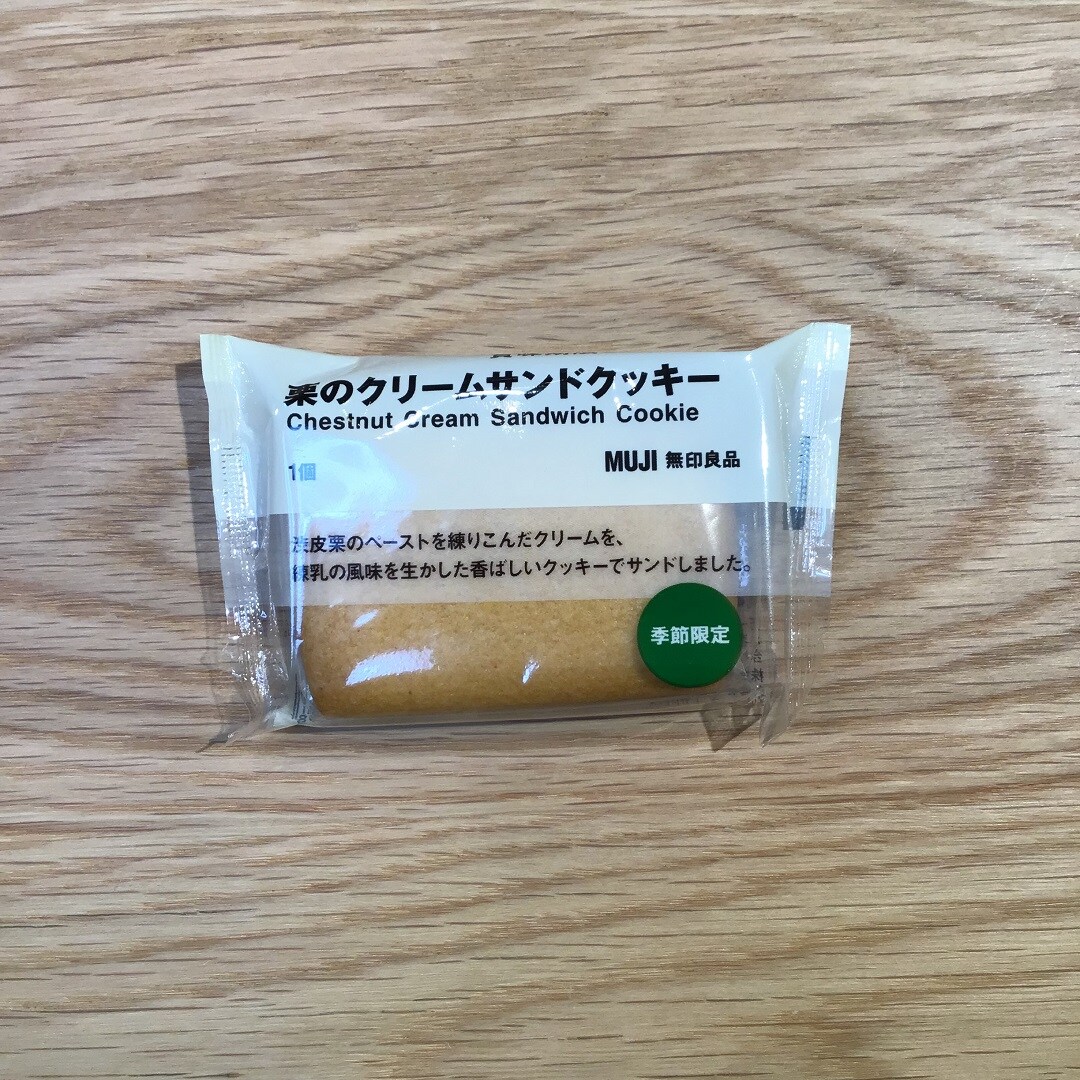 栗のクリームサンドクッキー
Chestnut Cream Sandwich Cookie
1個
MUJI 無印良品
渋皮栗のペーストを練りこんだクリームを、
練乳の風味を生かした香ばしいクッキーでサンドしました。
季節限定